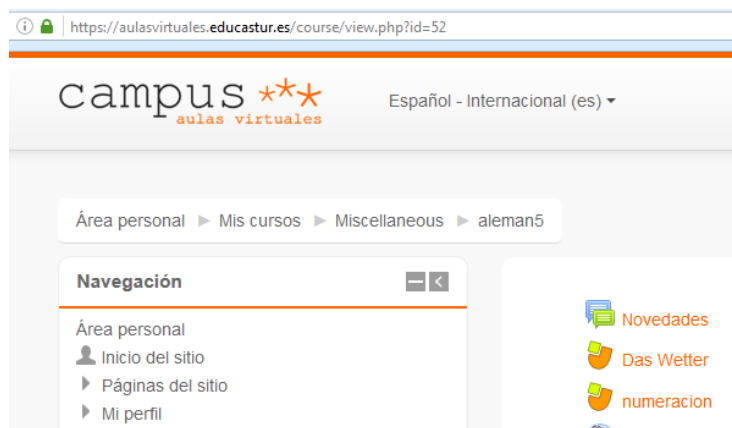 https://aulasvirtuales.educastur.es/course/view.php?id=52
campus
aulas virtuales
Español - Internacional (es)
Área personal Mis cursos Miscellaneous aleman5
Navegación
Área personal
Inicio del sitio
Páginas del sitio
Mi perfil
Novedades
Das Wetter
numeracion